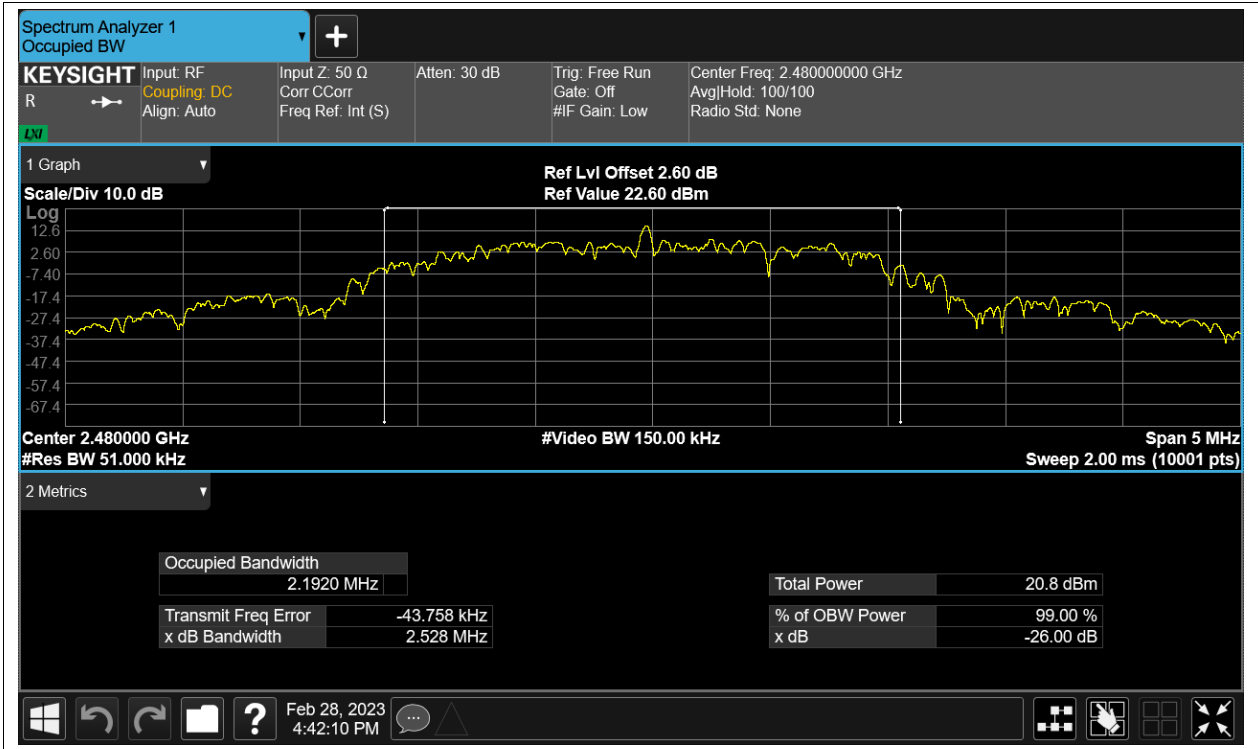 Spectrum Analyzer 1
Occupied BW
+
KEYSIGHT
R
LXI
Input: RF
Coupling: DC
Align: Auto
Input Z: 50 Ω
Corr CCorr
Freq Ref: Int (S)
Atten: 30 dB
Trig: Free Run
Gate: Off
#IF Gain: Low
Center Freq: 2.480000000 GHz
Avg|Hold: 100/100
Radio Std: None
1 Graph
Scale/Div 10.0 dB
Ref Lvl Offset 2.60 dB
Ref Value 22.60 dBm
Log
12.6
2.60
-7.40
-17.4
-27.4
-37.4
-47.4
-57.4
-67.4
Center 2.480000 GHz
#Res BW 51.000 kHz
#Video BW 150.00 kHz
Span 5 MHz
Sweep 2.00 ms (10001 pts)
2 Metrics
Occupied Bandwidth
2.1920 MHz
Transmit Freq Error -43.758 kHz
x dB Bandwidth 2.528 MHz
Total Power 20.8 dBm
% of OBW Power 99.00 %
x dB -26.00 dB
?
Feb 28, 2023
4:42:10 PM